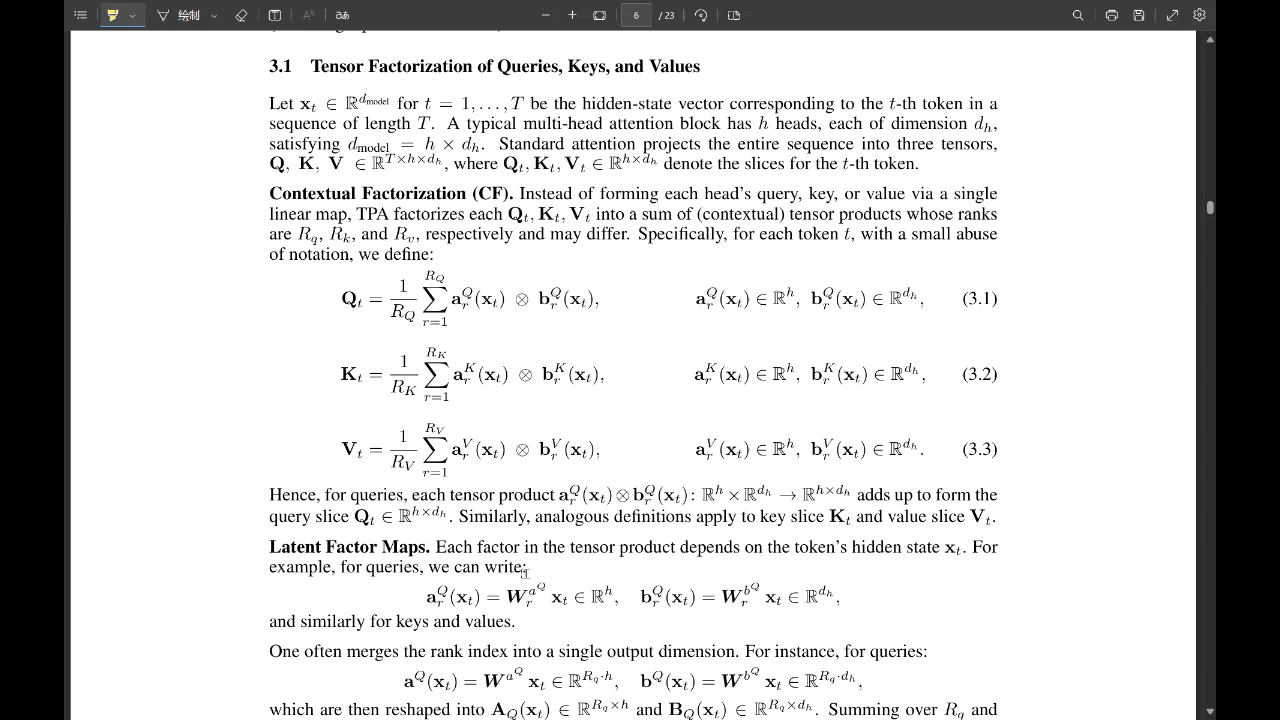 绘制
aあ
6 / 23
3.1 Tensor Factorization of Queries, Keys, and Values
Let x_t ∈ ℝ^{d_model} for t = 1, . . . , T be the hidden-state vector corresponding to the t-th token in a
sequence of length T. A typical multi-head attention block has h heads, each of dimension d_h,
satisfying d_model = h × d_h. Standard attention projects the entire sequence into three tensors,
Q, K, V ∈ ℝ^{T×h×d_h}, where Q_t, K_t, V_t ∈ ℝ^{h×d_h} denote the slices for the t-th token.
Contextual Factorization (CF). Instead of forming each head's query, key, or value via a single
linear map, TPA factorizes each Q_t, K_t, V_t into a sum of (contextual) tensor products whose ranks
are R_q, R_k, and R_v, respectively and may differ. Specifically, for each token t, with a small abuse
of notation, we define:
Q_t = \frac{1}{R_Q} \sum_{r=1}^{R_Q} a_r^Q(x_t) ⊗ b_r^Q(x_t), a_r^Q(x_t) ∈ ℝ^h, b_r^Q(x_t) ∈ ℝ^{d_h}, (3.1)
K_t = \frac{1}{R_K} \sum_{r=1}^{R_K} a_r^K(x_t) ⊗ b_r^K(x_t), a_r^K(x_t) ∈ ℝ^h, b_r^K(x_t) ∈ ℝ^{d_h}, (3.2)
V_t = \frac{1}{R_V} \sum_{r=1}^{R_V} a_r^V(x_t) ⊗ b_r^V(x_t), a_r^V(x_t) ∈ ℝ^h, b_r^V(x_t) ∈ ℝ^{d_h}. (3.3)
Hence, for queries, each tensor product a_r^Q(x_t) ⊗ b_r^Q(x_t): ℝ^h × ℝ^{d_h} → ℝ^{h×d_h} adds up to form the
query slice Q_t ∈ ℝ^{h×d_h}. Similarly, analogous definitions apply to key slice K_t and value slice V_t.
Latent Factor Maps. Each factor in the tensor product depends on the token's hidden state x_t. For
example, for queries, we can write:
a_r^Q(x_t) = W_r^{a^Q} x_t ∈ ℝ^h, b_r^Q(x_t) = W_r^{b^Q} x_t ∈ ℝ^{d_h},
and similarly for keys and values.
One often merges the rank index into a single output dimension. For instance, for queries:
a^Q(x_t) = W^{a^Q} x_t ∈ ℝ^{R_q·h}, b^Q(x_t) = W^{b^Q} x_t ∈ ℝ^{R_q·d_h},
which are then reshaped into A_Q(x_t) ∈ ℝ^{R_q×h} and B_Q(x_t) ∈ ℝ^{R_q×d_h}. Summing over R_q and